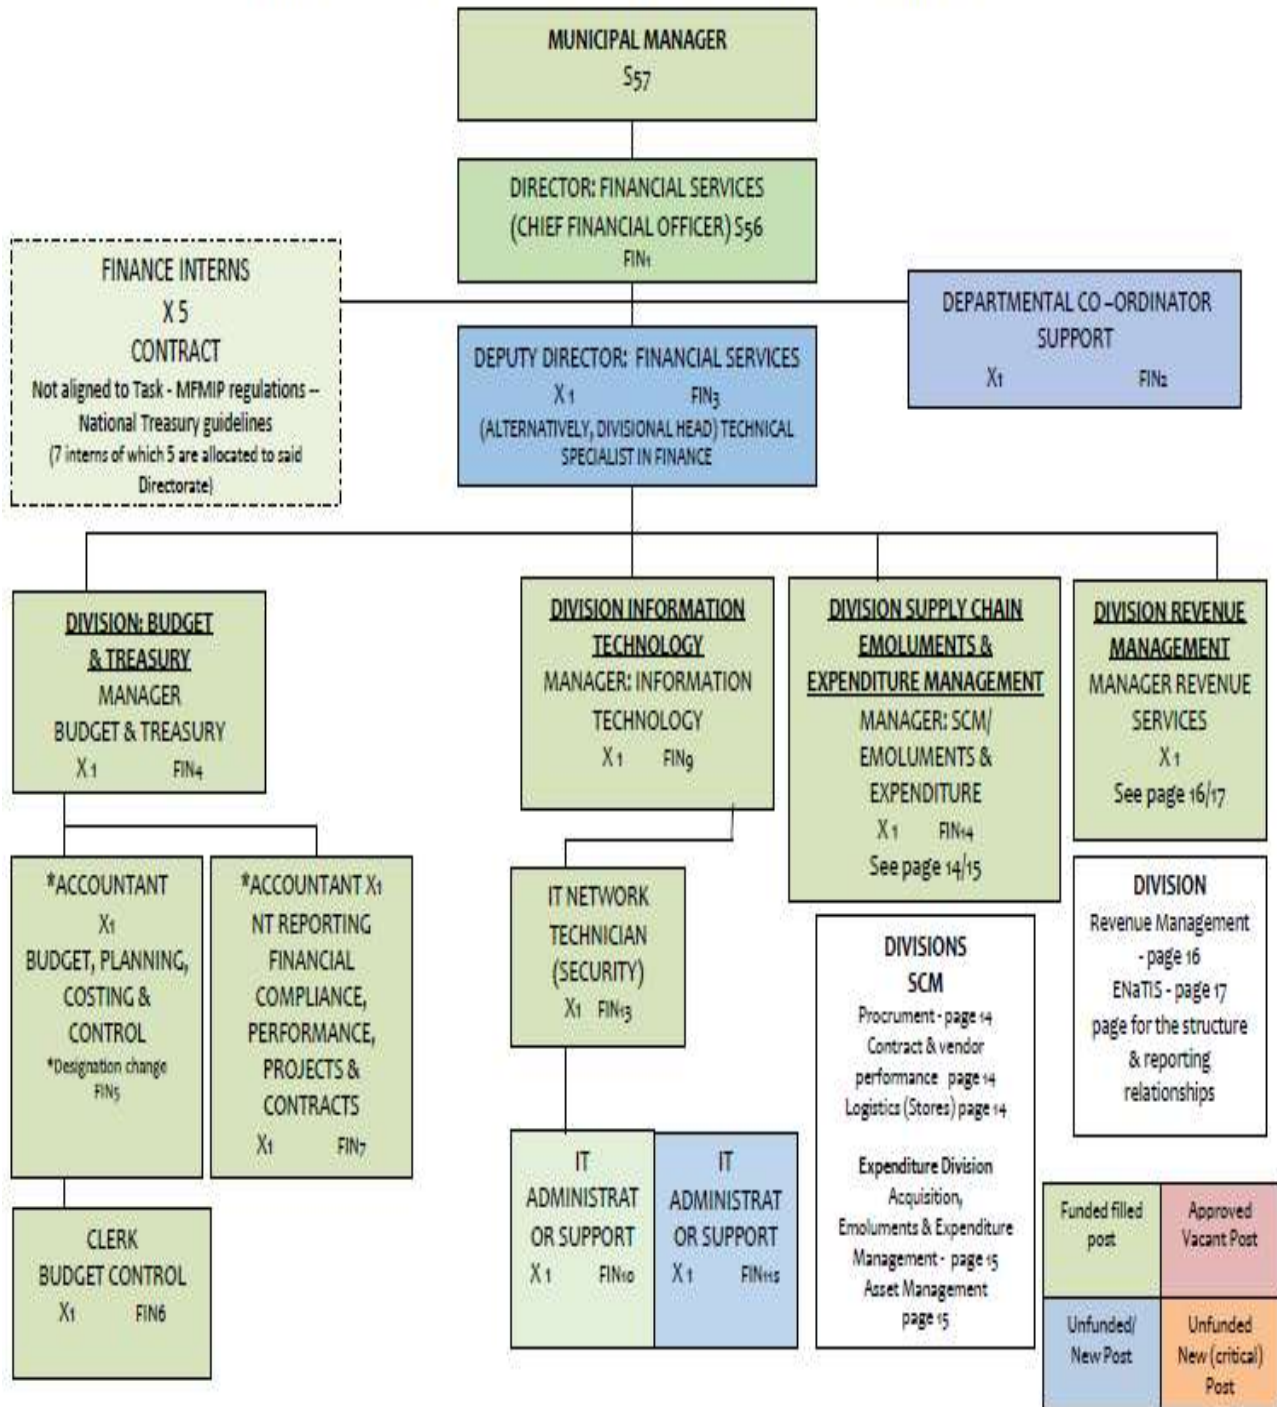 MUNICIPAL MANAGER
S57
DIRECTOR: FINANCIAL SERVICES
(CHIEF FINANCIAL OFFICER) S56
FIN1
FINANCE INTERNS
X 5
CONTRACT
Not aligned to Task - MFMIP regulations –
National Treasury guidelines
(7 interns of which 5 are allocated to said
Directorate)
DEPUTY DIRECTOR: FINANCIAL SERVICES
X 1 FIN3
(ALTERNATIVELY, DIVISIONAL HEAD) TECHNICAL
SPECIALIST IN FINANCE
DEPARTMENTAL CO –ORDINATOR
SUPPORT
X1 FIN2
DIVISION: BUDGET
& TREASURY
MANAGER
BUDGET & TREASURY
X 1 FIN4
DIVISION INFORMATION
TECHNOLOGY
MANAGER: INFORMATION
TECHNOLOGY
X 1 FIN9
DIVISION SUPPLY CHAIN
EMOLUMENTS &
EXPENDITURE MANAGEMENT
MANAGER: SCM/
EMOLUMENTS &
EXPENDITURE
X 1 FIN14
See page 14/15
DIVISION REVENUE
MANAGEMENT
MANAGER REVENUE
SERVICES
X 1
See page 16/17
*ACCOUNTANT
X1
BUDGET, PLANNING,
COSTING &
CONTROL
*Designation change
FIN5
*ACCOUNTANT X1
NT REPORTING
FINANCIAL
COMPLIANCE,
PERFORMANCE,
PROJECTS &
CONTRACTS
X1 FIN7
IT NETWORK
TECHNICIAN
(SECURITY)
X1 FIN13
DIVISIONS
SCM
Procrument - page 14
Contract & vendor
performance page 14
Logistics (Stores) page 14
Expenditure Division
Acquisition,
Emoluments & Expenditure
Management - page 15
Asset Management
page 15
DIVISION
Revenue Management
- page 16
ENaTIS - page 17
page for the structure
& reporting
relationships
CLERK
BUDGET CONTROL
X1 FIN6
IT
ADMINISTRAT
OR SUPPORT
X 1 FIN10
IT
ADMINISTRAT
OR SUPPORT
X 1 FIN11s
Funded filled
post
Approved
Vacant Post
Unfunded/
New Post
Unfunded
New (critical)
Post